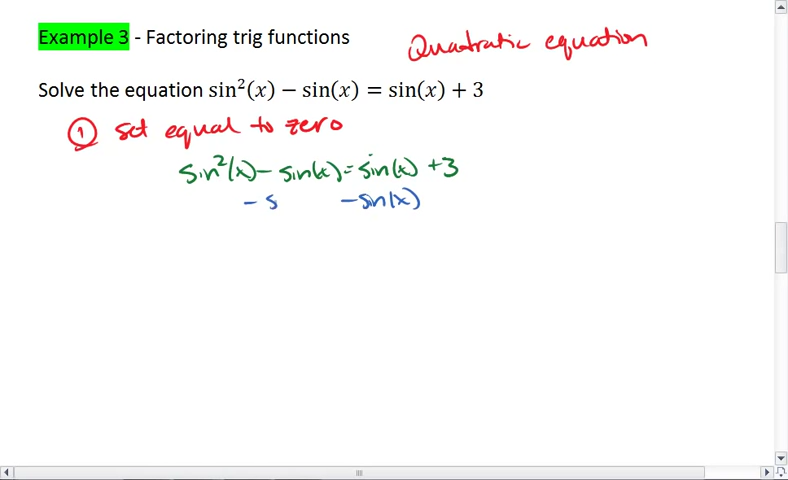 Example 3 - Factoring trig functions
Quadratic equation
Solve the equation sin²(x) − sin(x) = sin(x) + 3
① set equal to zero
sin²(x) - sin(x) = sin(x) +3
- s -sin(x)